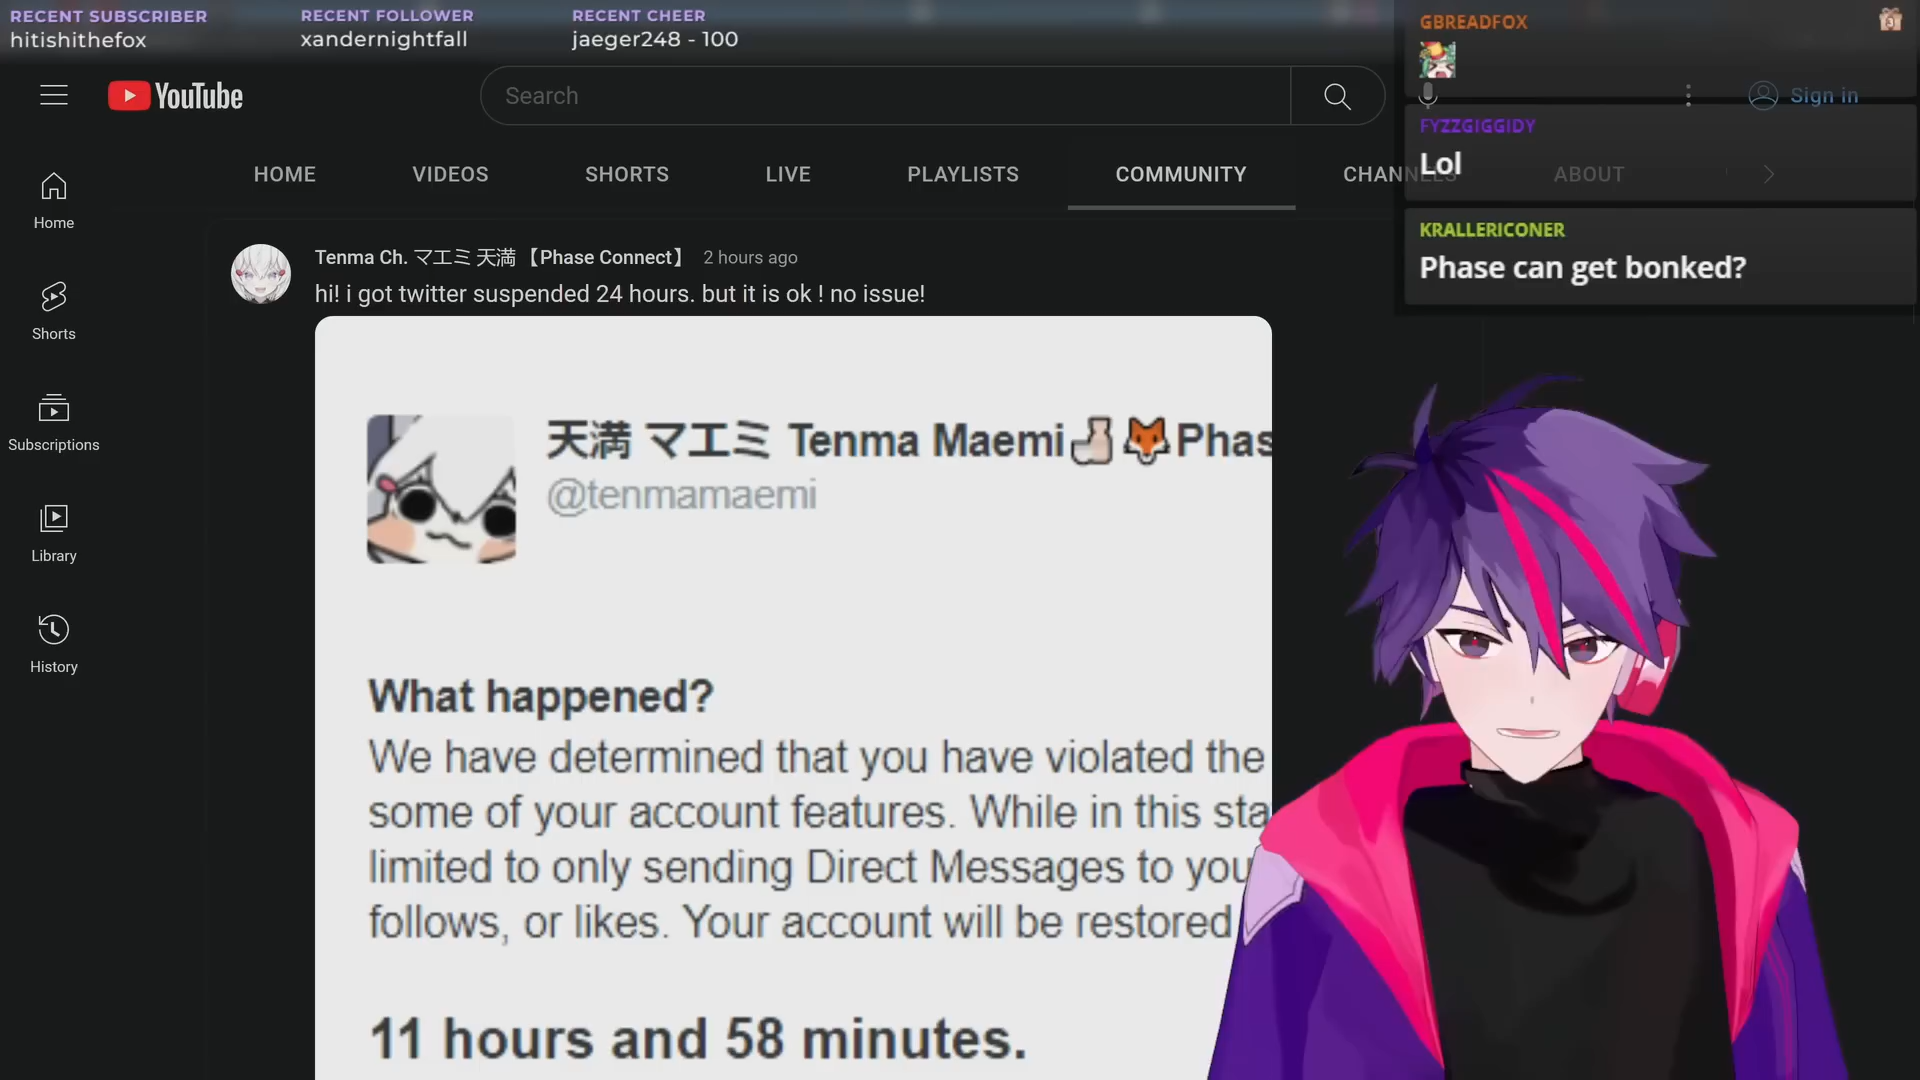 RECENT SUBSCRIBER
hitishithefox
RECENT FOLLOWER
xandernightfall
RECENT CHEER
jaeger248 - 100
GBREADFOX
YouTube
Search
Sign in
FYZZGIGGIDY
Lol
HOME
VIDEOS
SHORTS
LIVE
PLAYLISTS
COMMUNITY
CHANNELS
ABOUT
KRALLERICONER
Phase can get bonked?
Home
Shorts
Subscriptions
Library
History
Tenma Ch. マエミ 天満 【Phase Connect】 2 hours ago
hi! i got twitter suspended 24 hours. but it is ok ! no issue!
天満 マエミ Tenma Maemi🍶🦊Phas
@tenmamaemi
What happened?
We have determined that you have violated the
some of your account features. While in this sta
limited to only sending Direct Messages to you
follows, or likes. Your account will be restored
11 hours and 58 minutes.